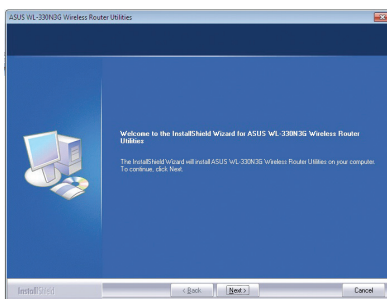 ASUS WL-330N3G Wireless Router Utilities
Welcome to the InstallShield Wizard for ASUS WL-330N3G Wireless Router
Utilities
The InstallShield Wizard will install ASUS WL-330N3G Wireless Router Utilities on your computer.
To continue, click Next.
InstallShield
< Back
Next >
Cancel